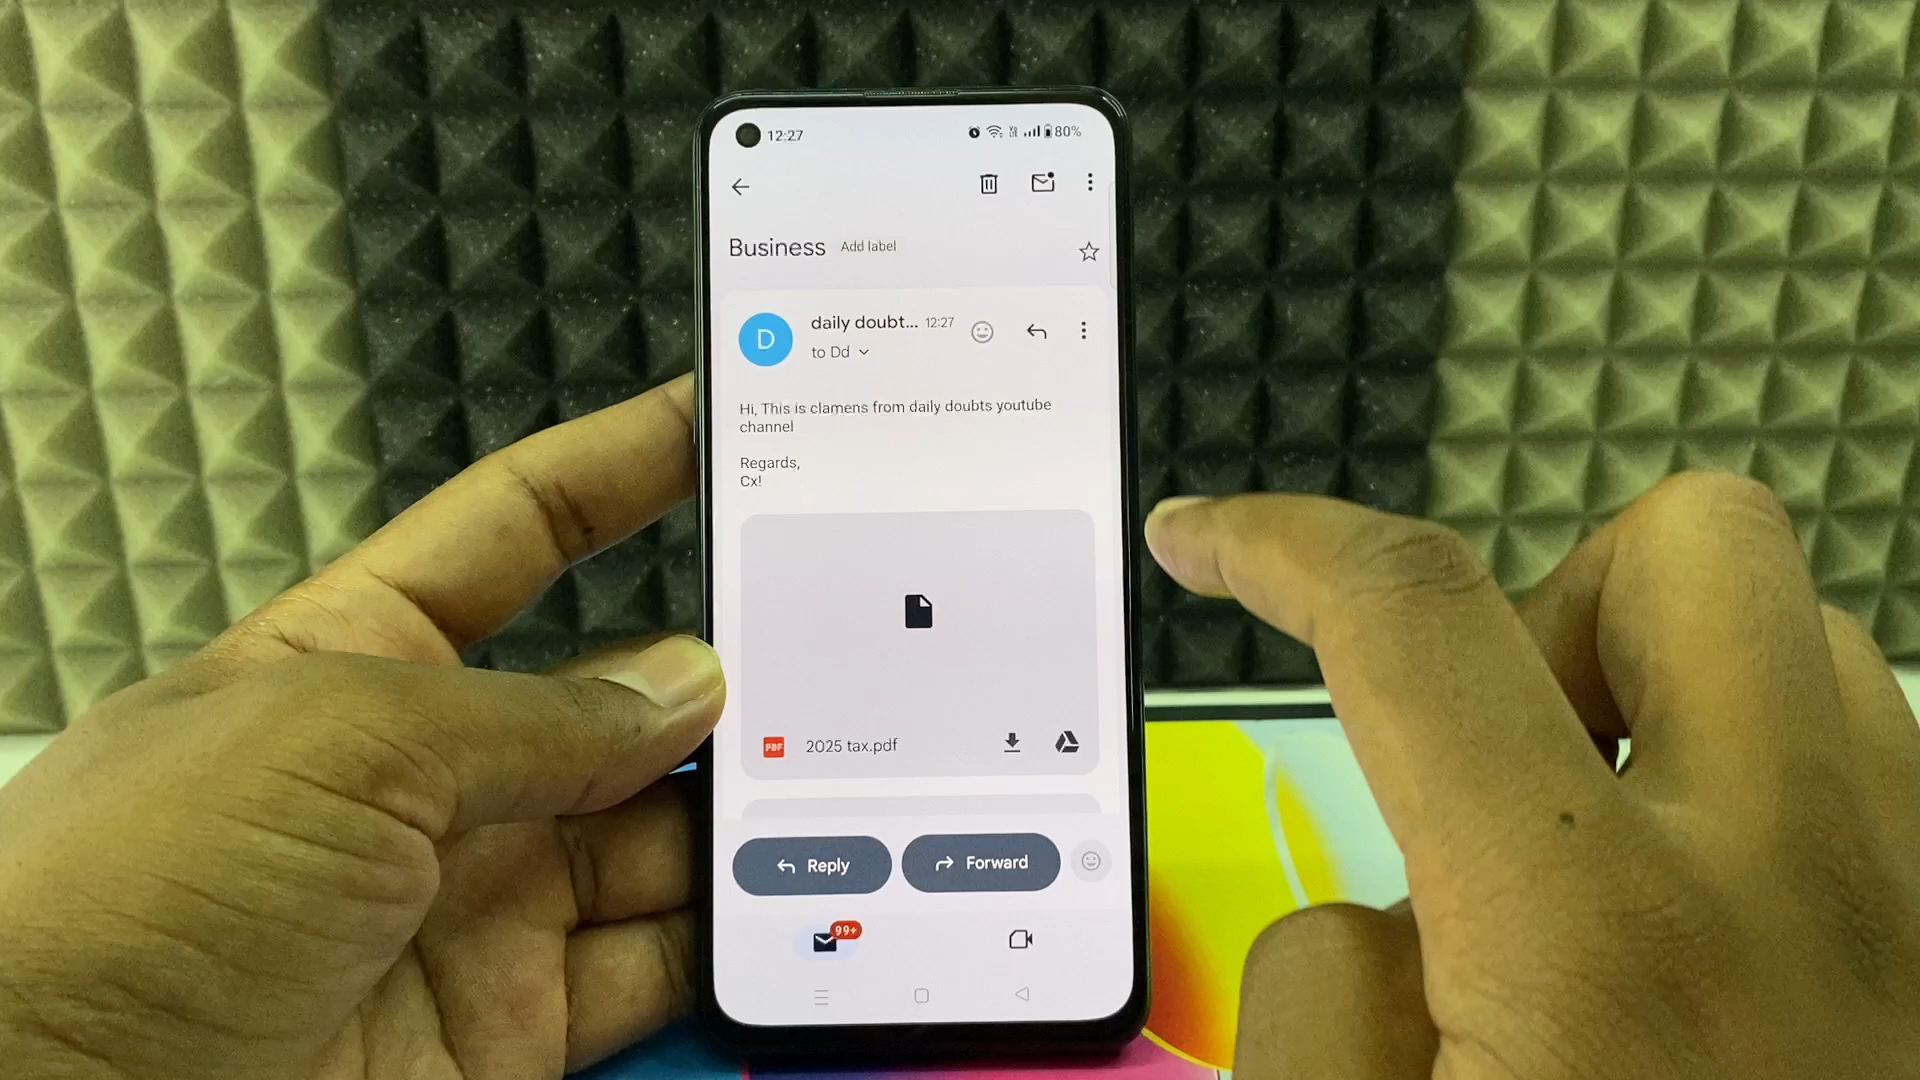 12:27
80%
Business Add label
D
daily doubt... 12:27
to Dd
Hi, This is clamens from daily doubts youtube
channel
Regards,
Cx!
PDF 2025 tax.pdf
Reply Forward
99+